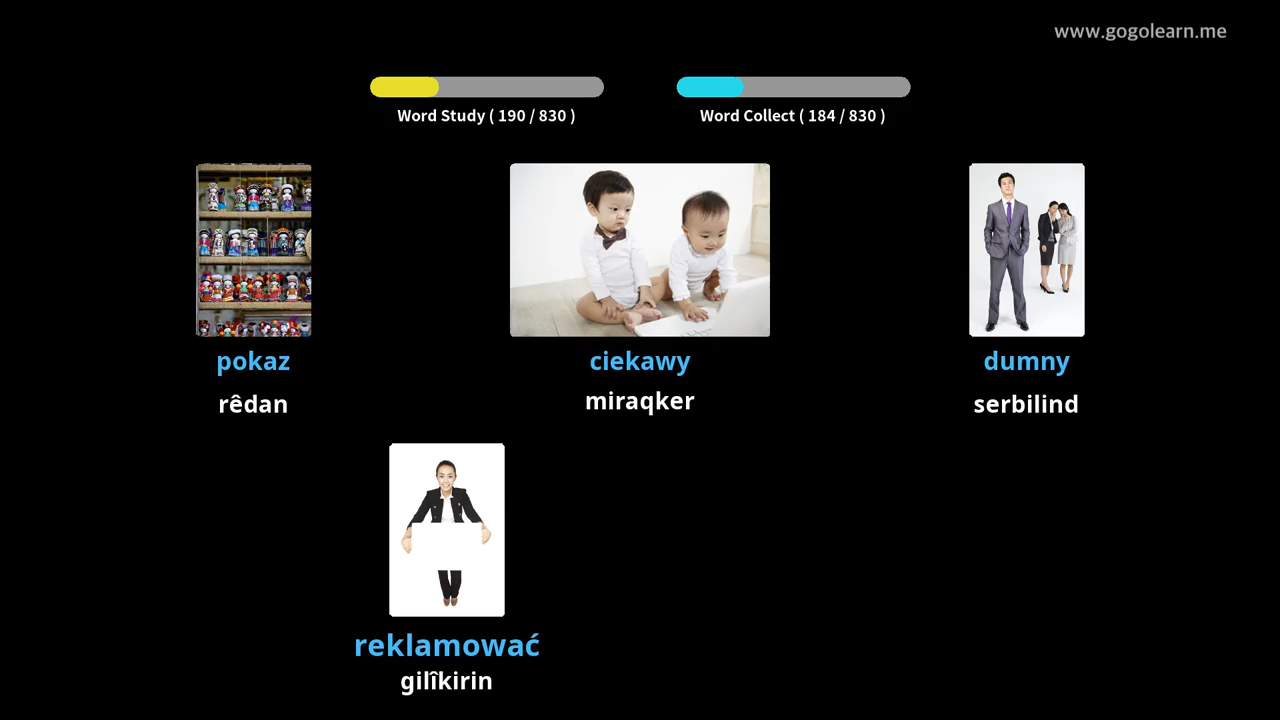 www.gogolearn.me
Word Study ( 190 / 830 )
Word Collect ( 184 / 830 )
pokaz
ciekawy
dumny
rêdan
miraqker
serbilind
reklamować
gilîkirin